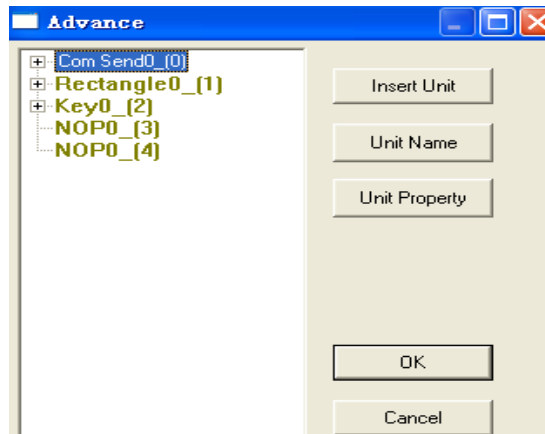 Advance
Com Send0_(0)
Rectangle0_(1)
Key0_(2)
NOP0_(3)
NOP0_(4)
Insert Unit
Unit Name
Unit Property
OK
Cancel